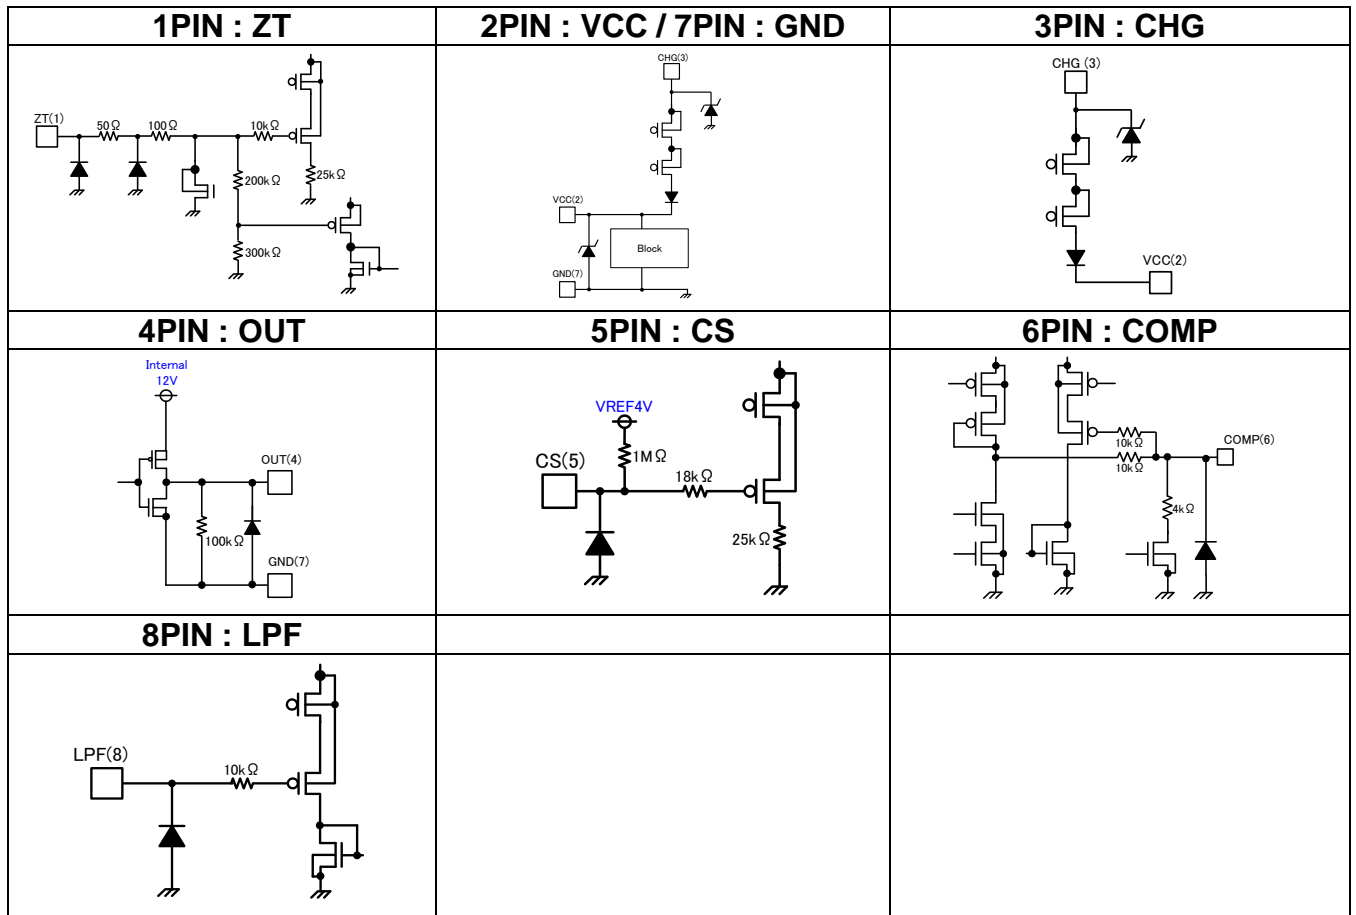 1PIN : ZT
2PIN : VCC / 7PIN : GND
3PIN : CHG
ZT(1)
50Ω
100Ω
10kΩ
200kΩ
25kΩ
300kΩ
CHG(3)
VCC(2)
Block
GND(7)
CHG (3)
VCC(2)
4PIN : OUT
5PIN : CS
6PIN : COMP
Internal
12V
OUT(4)
100kΩ
GND(7)
VREF4V
CS(5)
1MΩ
18kΩ
25kΩ
10kΩ
COMP(6)
10kΩ
4kΩ
8PIN : LPF
LPF(8)
10kΩ